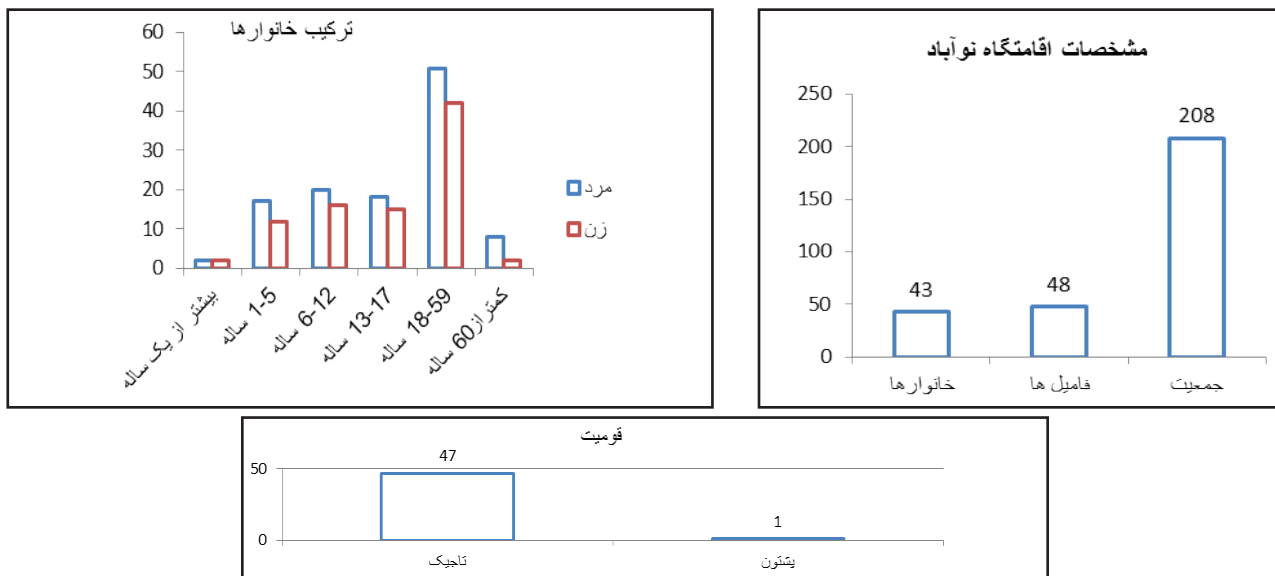 ترکیب خانوارها
60
50
40
30
20
10
0
بیشتر از یک ساله
1-5 ساله
6-12 ساله
13-17 ساله
18-59 ساله
کمتر از60 ساله
مرد
زن
مشخصات اقامتگاه نوآباد
250
200
150
100
50
0
43
48
208
خانوارها
فامیل ها
جمعیت
قومیت
50
0
47
1
تاجیک
پشتون